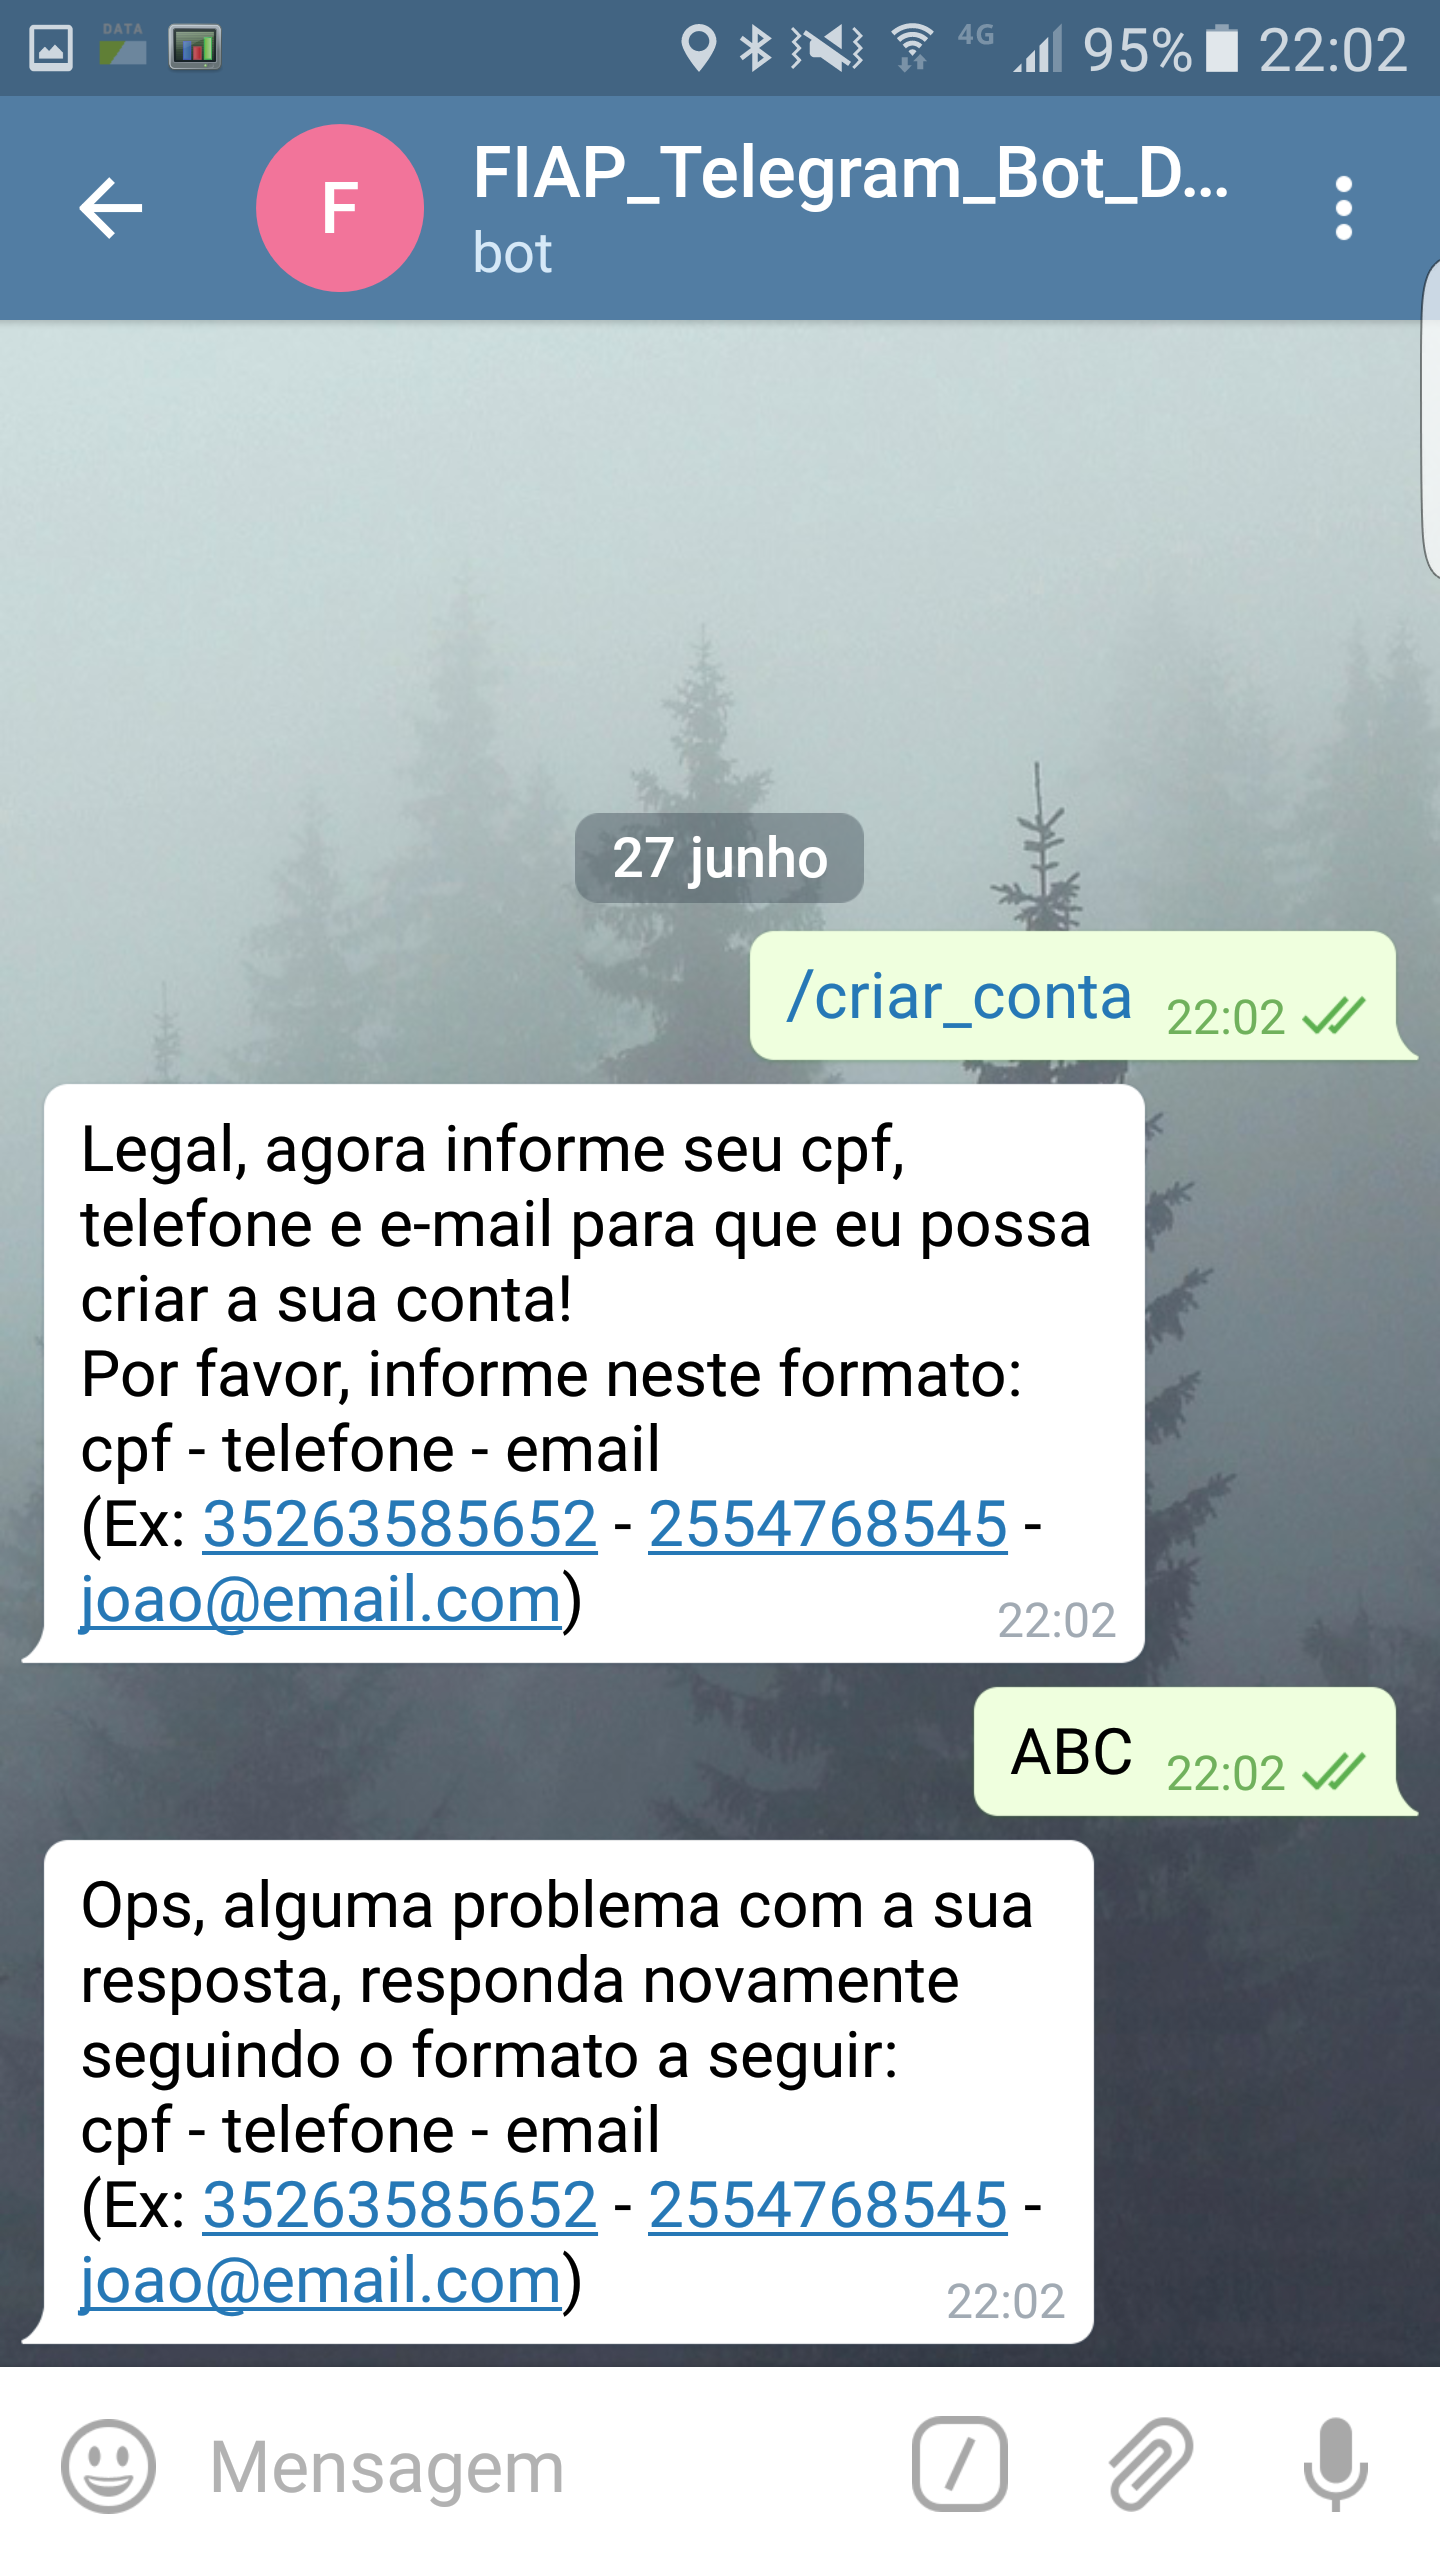 DATA
4G 95% 22:02
F
FIAP_Telegram_Bot_D...
bot
27 junho
/criar_conta 22:02
Legal, agora informe seu cpf,
telefone e e-mail para que eu possa
criar a sua conta!
Por favor, informe neste formato:
cpf - telefone - email
(Ex: 35263585652 - 2554768545 -
joao@email.com)
22:02
ABC 22:02
Ops, alguma problema com a sua
resposta, responda novamente
seguindo o formato a seguir:
cpf - telefone - email
(Ex: 35263585652 - 2554768545 -
joao@email.com)
22:02
Mensagem